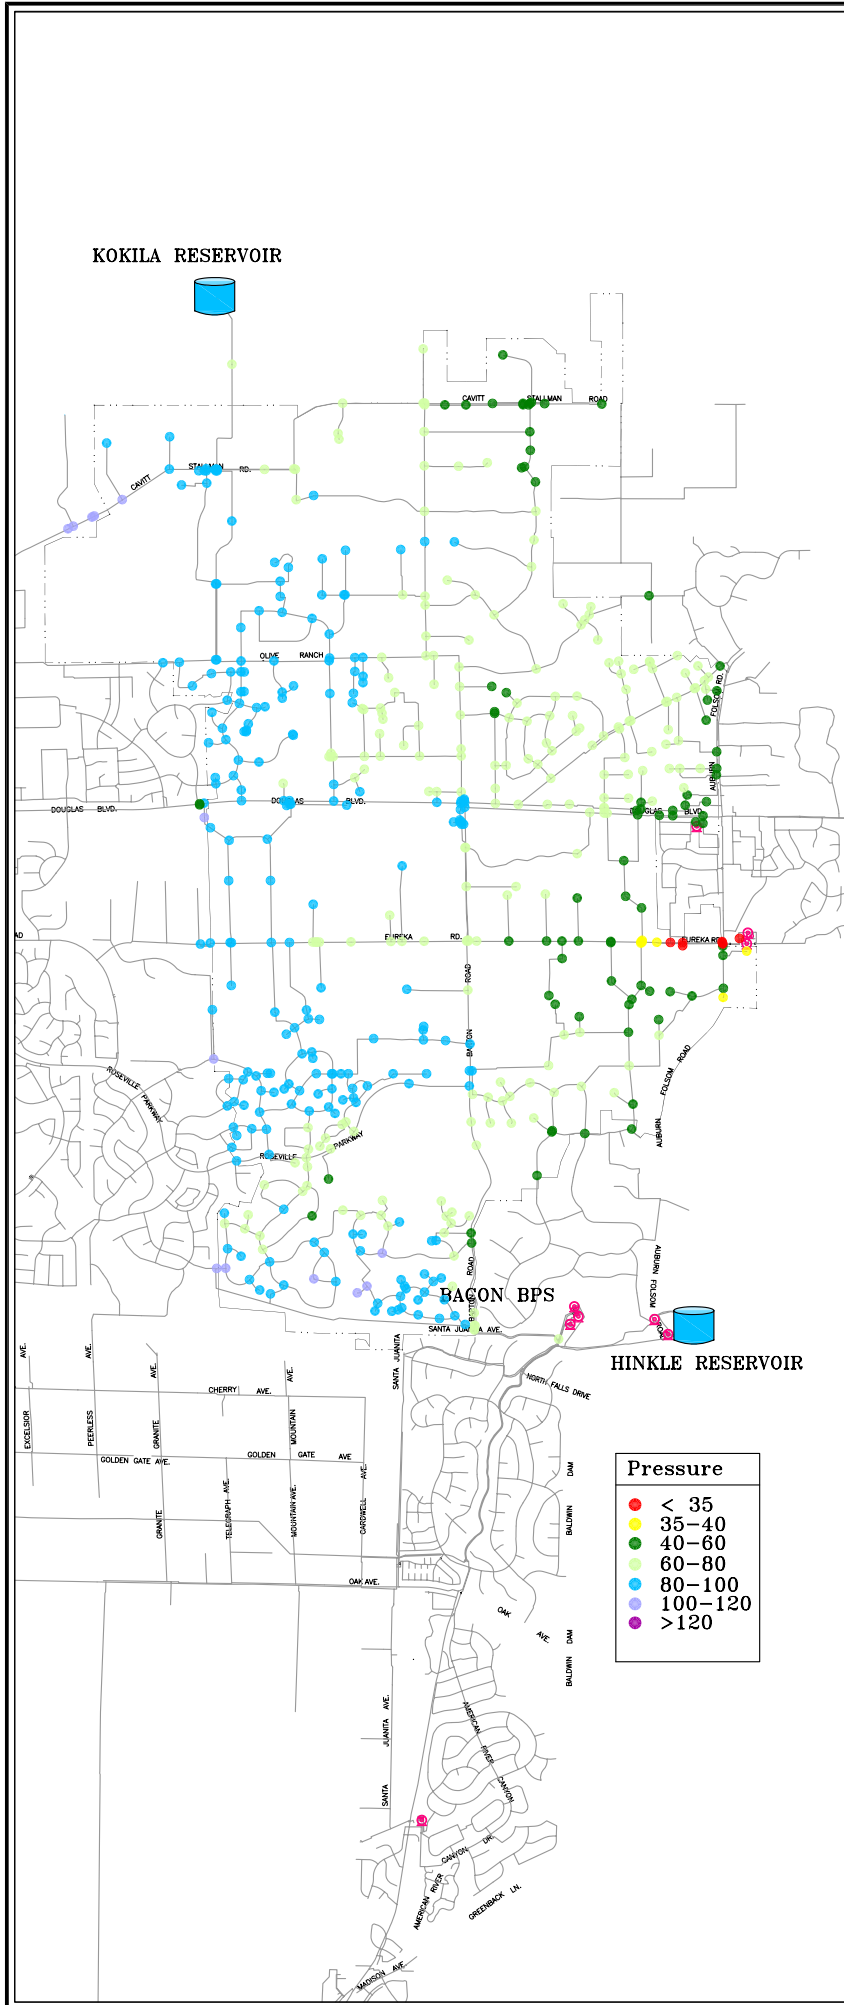 KOKILA RESERVOIR
CAVITT STALLMAN ROAD
CAVITT STALLMAN RD.
OLIVE RANCH
FOLSOM RD.
AUBURN
DOUGLAS BLVD.
DOUGLAS BLVD.
DOUGLAS BLVD.
AD
EUREKA RD.
EUREKA RD.
BARTON ROAD
ROSEVILLE PARKWAY
AUBURN FOLSOM ROAD
ROSEVILLE PARKWAY
BARTON ROAD
AUBURN FOLSOM ROAD
BACON BPS
SANTA JUANITA AVE.
HINKLE RESERVOIR
SANTA JUANITA
NORTH FALLS DRIVE
CHERRY AVE.
EXCELSIOR AVE.
PEERLESS AVE.
GRANITE AVE.
MOUNTAIN AVE.
GOLDEN GATE AVE.
GOLDEN GATE AVE
GRANITE
TELEGRAPH AVE.
MOUNTAIN AVE.
CARDWELL AVE.
BALDWIN DAM
OAK AVE.
OAK AVE.
BALDWIN DAM
Pressure
< 35
35-40
40-60
60-80
80-100
100-120
>120
SANTA JUANITA AVE.
AMERICAN RIVER CANYON
CANYON DR.
AMERICAN RIVER
GREENBACK LN.
MADISON AVE.